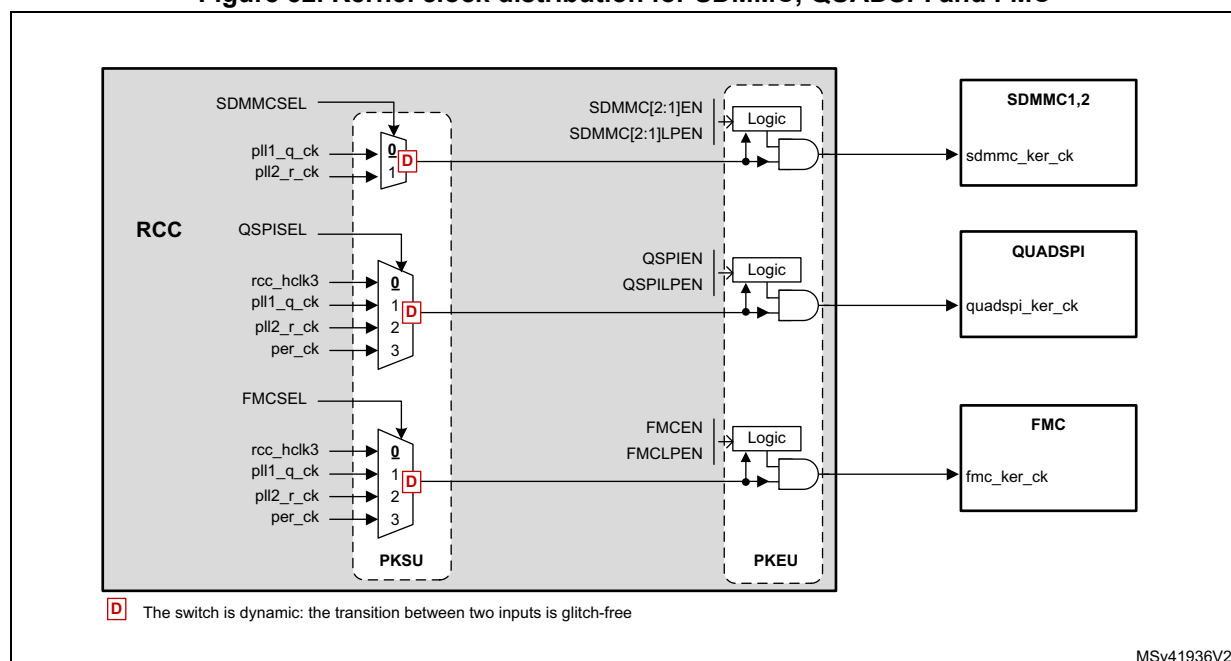 Figure 62. Kernel clock distribution for SDMMC, QUADSPI and FMC
SDMMCSEL
pll1_q_ck
pll2_r_ck
0
1
D
SDMMC[2:1]EN
SDMMC[2:1]LPEN
Logic
SDMMC1,2
sdmmc_ker_ck
RCC
QSPISEL
rcc_hclk3
pll1_q_ck
pll2_r_ck
per_ck
0
1
2
3
D
QSPIEN
QSPILPEN
Logic
QUADSPI
quadspi_ker_ck
FMCSEL
rcc_hclk3
pll1_q_ck
pll2_r_ck
per_ck
0
1
2
3
D
FMCEN
FMCLPEN
Logic
FMC
fmc_ker_ck
PKSU
PKEU
D The switch is dynamic: the transition between two inputs is glitch-free
MSv41936V2